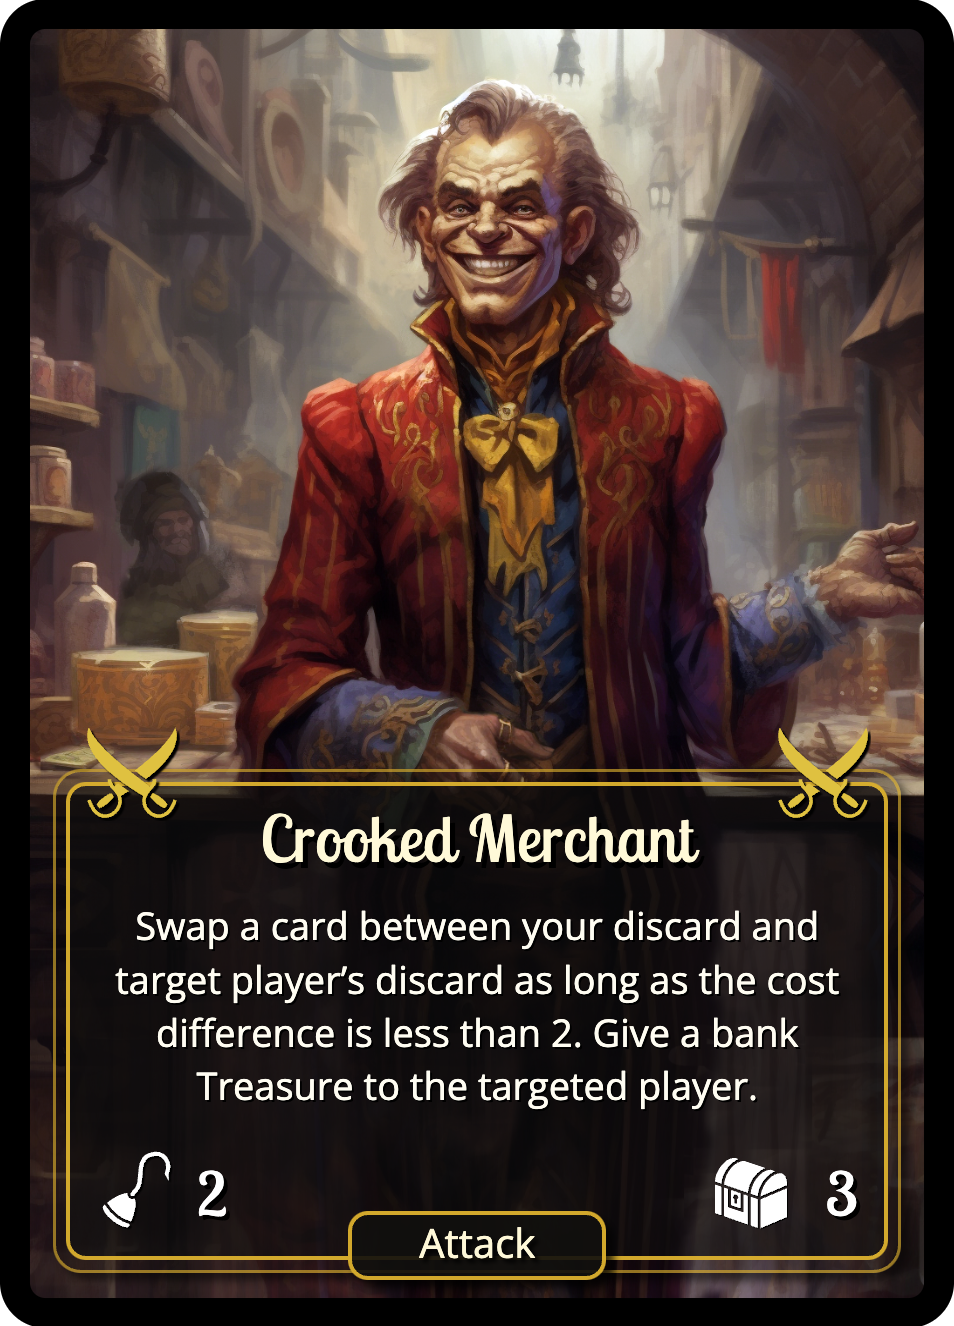 Crooked Merchant
Swap a card between your discard and
target player’s discard as long as the cost
difference is less than 2. Give a bank
Treasure to the targeted player.
2
3
Attack